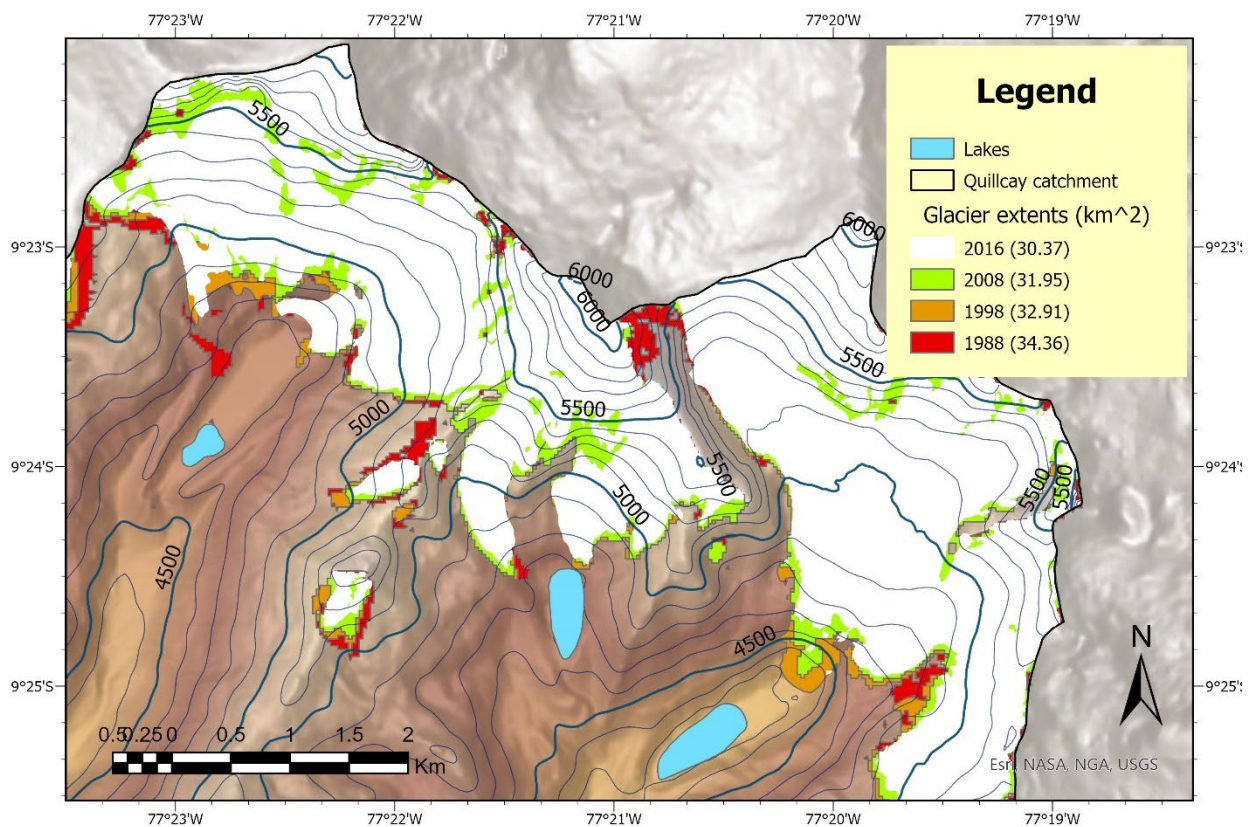 77°23'W 77°22'W 77°21'W 77°20'W 77°19'W
Legend
Lakes
Quillcay catchment
Glacier extents (km^2)
2016 (30.37)
2008 (31.95)
1998 (32.91)
1988 (34.36)
5500
6000
9°23'S
9°23'S
6000
6000
5500
5000
5500
9°24'S
9°24'S
5500
5500
5500
5000
4500
4500
9°25'S
9°25'S
N
0.5 0.25 0 0.5 1 1.5 2
Km
Esri, NASA, NGA, USGS
77°23'W 77°22'W 77°21'W 77°20'W 77°19'W